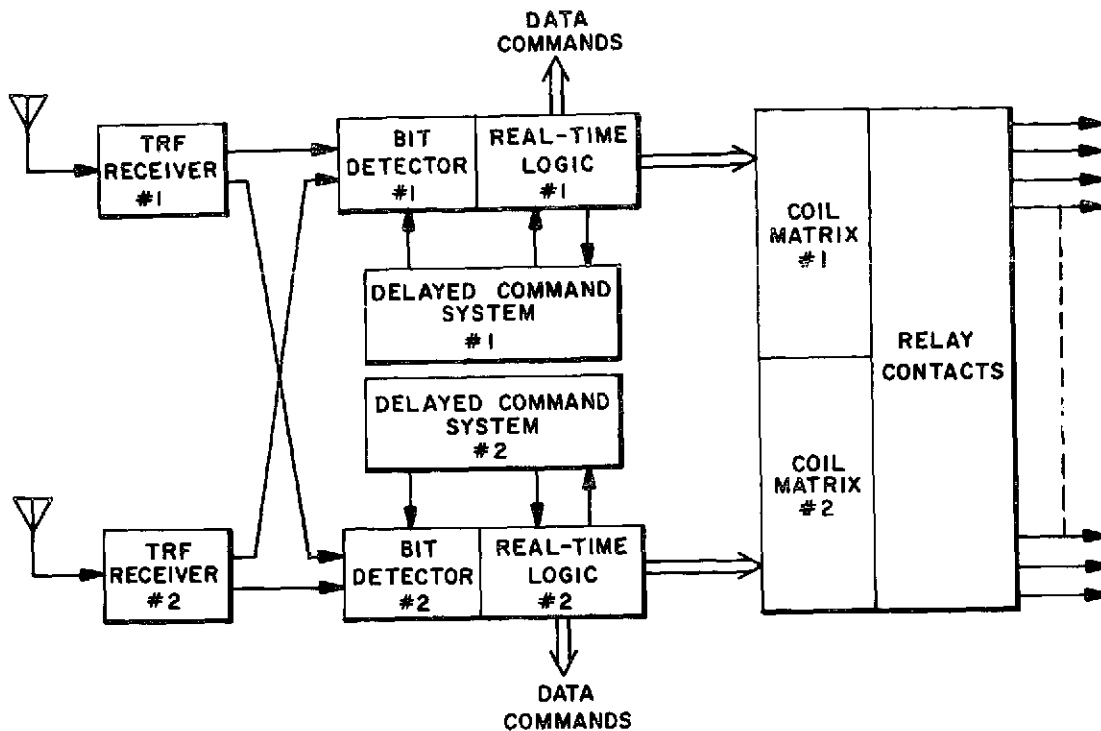 DATA
COMMANDS
TRF
RECEIVER
#1
BIT
DETECTOR
#1
REAL-TIME
LOGIC
#1
DELAYED COMMAND
SYSTEM
#1
COIL
MATRIX
#1
RELAY
CONTACTS
DELAYED COMMAND
SYSTEM
#2
COIL
MATRIX
#2
TRF
RECEIVER
#2
BIT
DETECTOR
#2
REAL-TIME
LOGIC
#2
DATA
COMMANDS